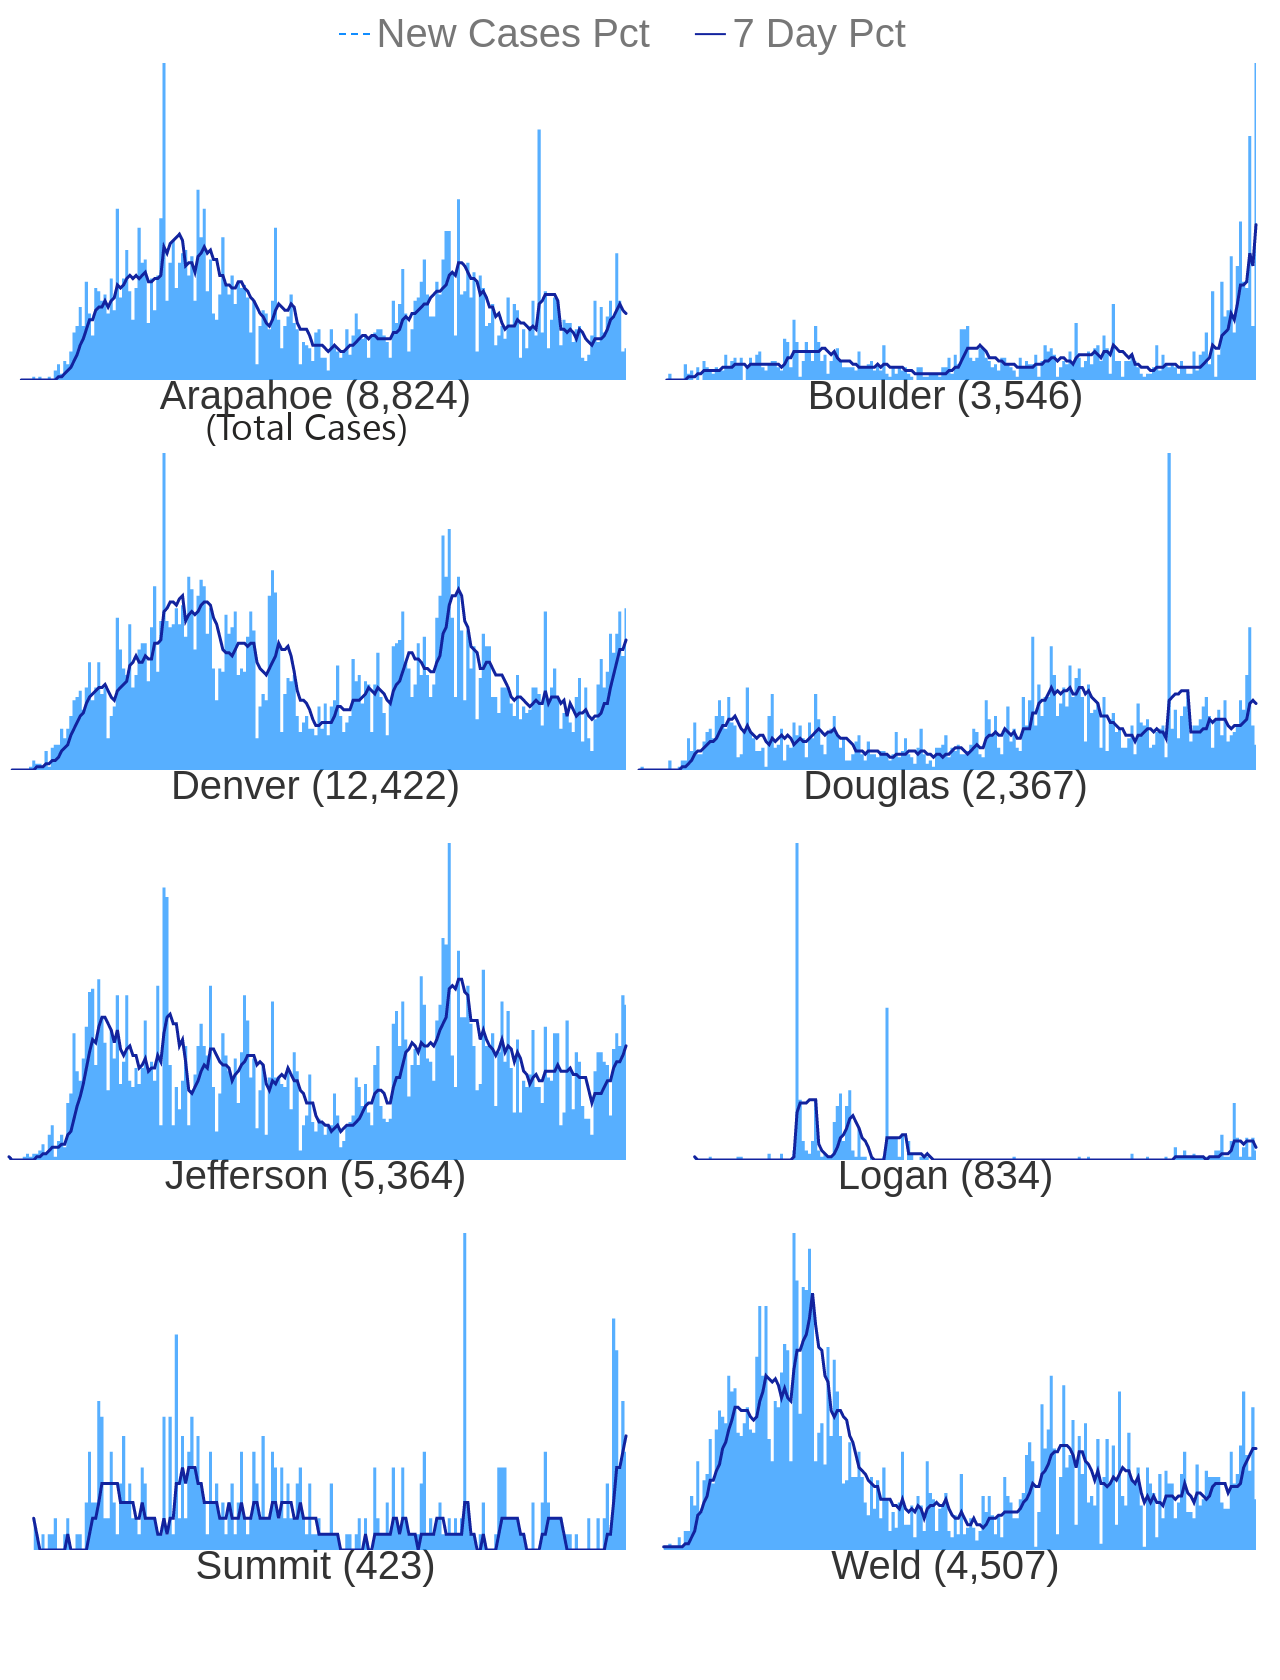 New Cases Pct 7 Day Pct
Arapahoe (8,824) Boulder (3,546)
(Total Cases)
Denver (12,422) Douglas (2,367)
Jefferson (5,364) Logan (834)
Summit (423) Weld (4,507)